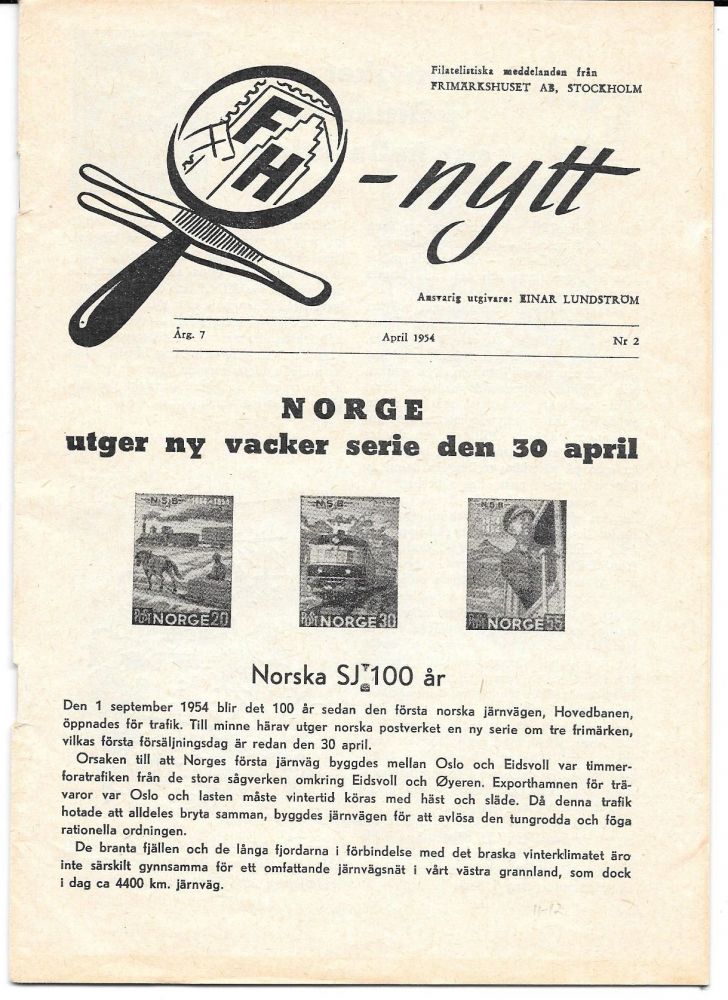 Filatelistiska meddelanden från
FRIMÄRKSHUSET AB, STOCKHOLM
FH
-nytt
Ansvarig utgivare: EINAR LUNDSTRÖM
Årg. 7 April 1954 Nr 2
NORGE
utger ny vacker serie den 30 april
N.S.B. 1854-1954
POST NORGE 20
N.S.B.
POST NORGE 30
N.S.B.
POST NORGE 55
Norska SJ 100 år
Den 1 september 1954 blir det 100 år sedan den första norska järnvägen, Hovedbanen,
öppnades för trafik. Till minne härav utger norska postverket en ny serie om tre frimärken,
vilkas första försäljningsdag är redan den 30 april.
Orsaken till att Norges första järnväg byggdes mellan Oslo och Eidsvoll var timmer-
foratrafiken från de stora sågverken omkring Eidsvoll och Øyeren. Exporthamnen för trä-
varor var Oslo och lasten måste vintertid köras med häst och släde. Då denna trafik
hotade att alldeles bryta samman, byggdes järnvägen för att avlösa den tungrodda och föga
rationella ordningen.
De branta fjällen och de långa fjordarna i förbindelse med det braska vinterklimatet äro
inte särskilt gynnsamma för ett omfattande järnvägsnät i vårt västra grannland, som dock
i dag ca 4400 km. järnväg.
11-12